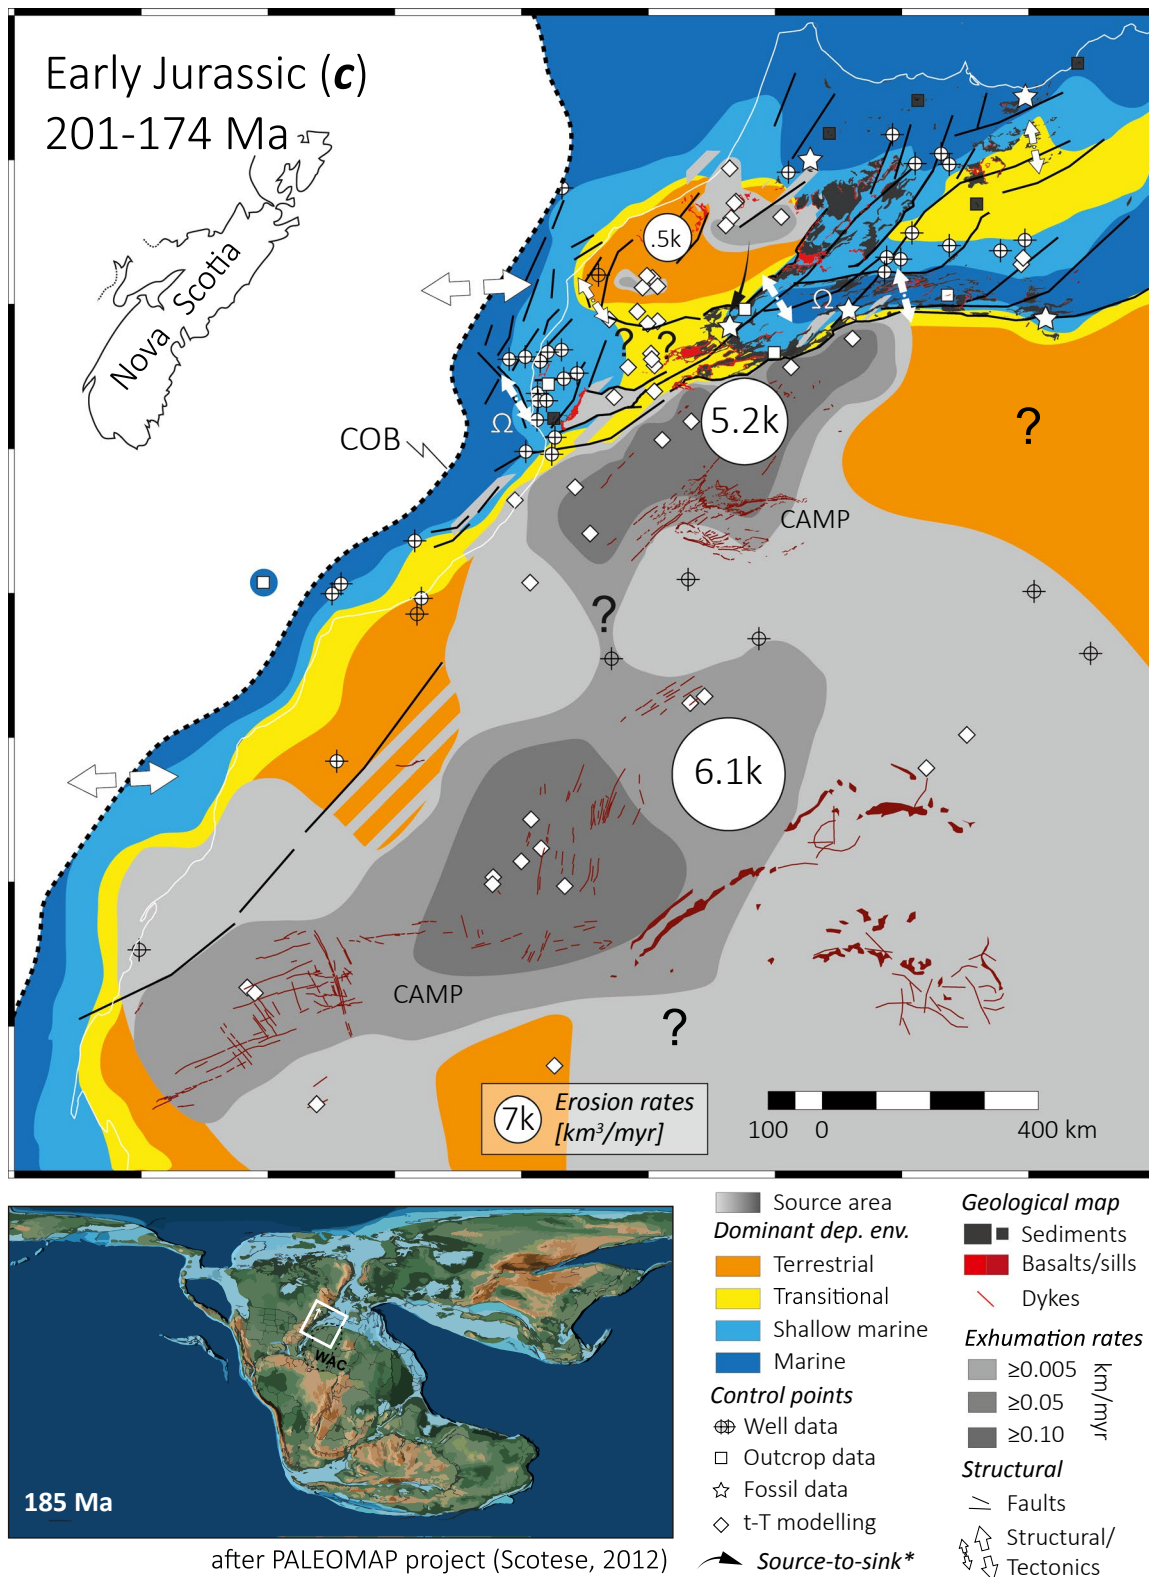 Early Jurassic (c)
201-174 Ma
Nova Scotia
.5k
?
?
Ω
5.2k
?
Ω
COB
CAMP
?
6.1k
CAMP
?
7k
Erosion rates
[km³/myr]
100 0 400 km
WAC
185 Ma
after PALEOMAP project (Scotese, 2012)
Source area
Dominant dep. env.
Terrestrial
Transitional
Shallow marine
Marine
Control points
Well data
Outcrop data
Fossil data
t-T modelling
Source-to-sink*
Geological map
Sediments
Basalts/sills
Dykes
Exhumation rates
≥0.005
≥0.05
≥0.10
km/myr
Structural
Faults
Structural/
Tectonics